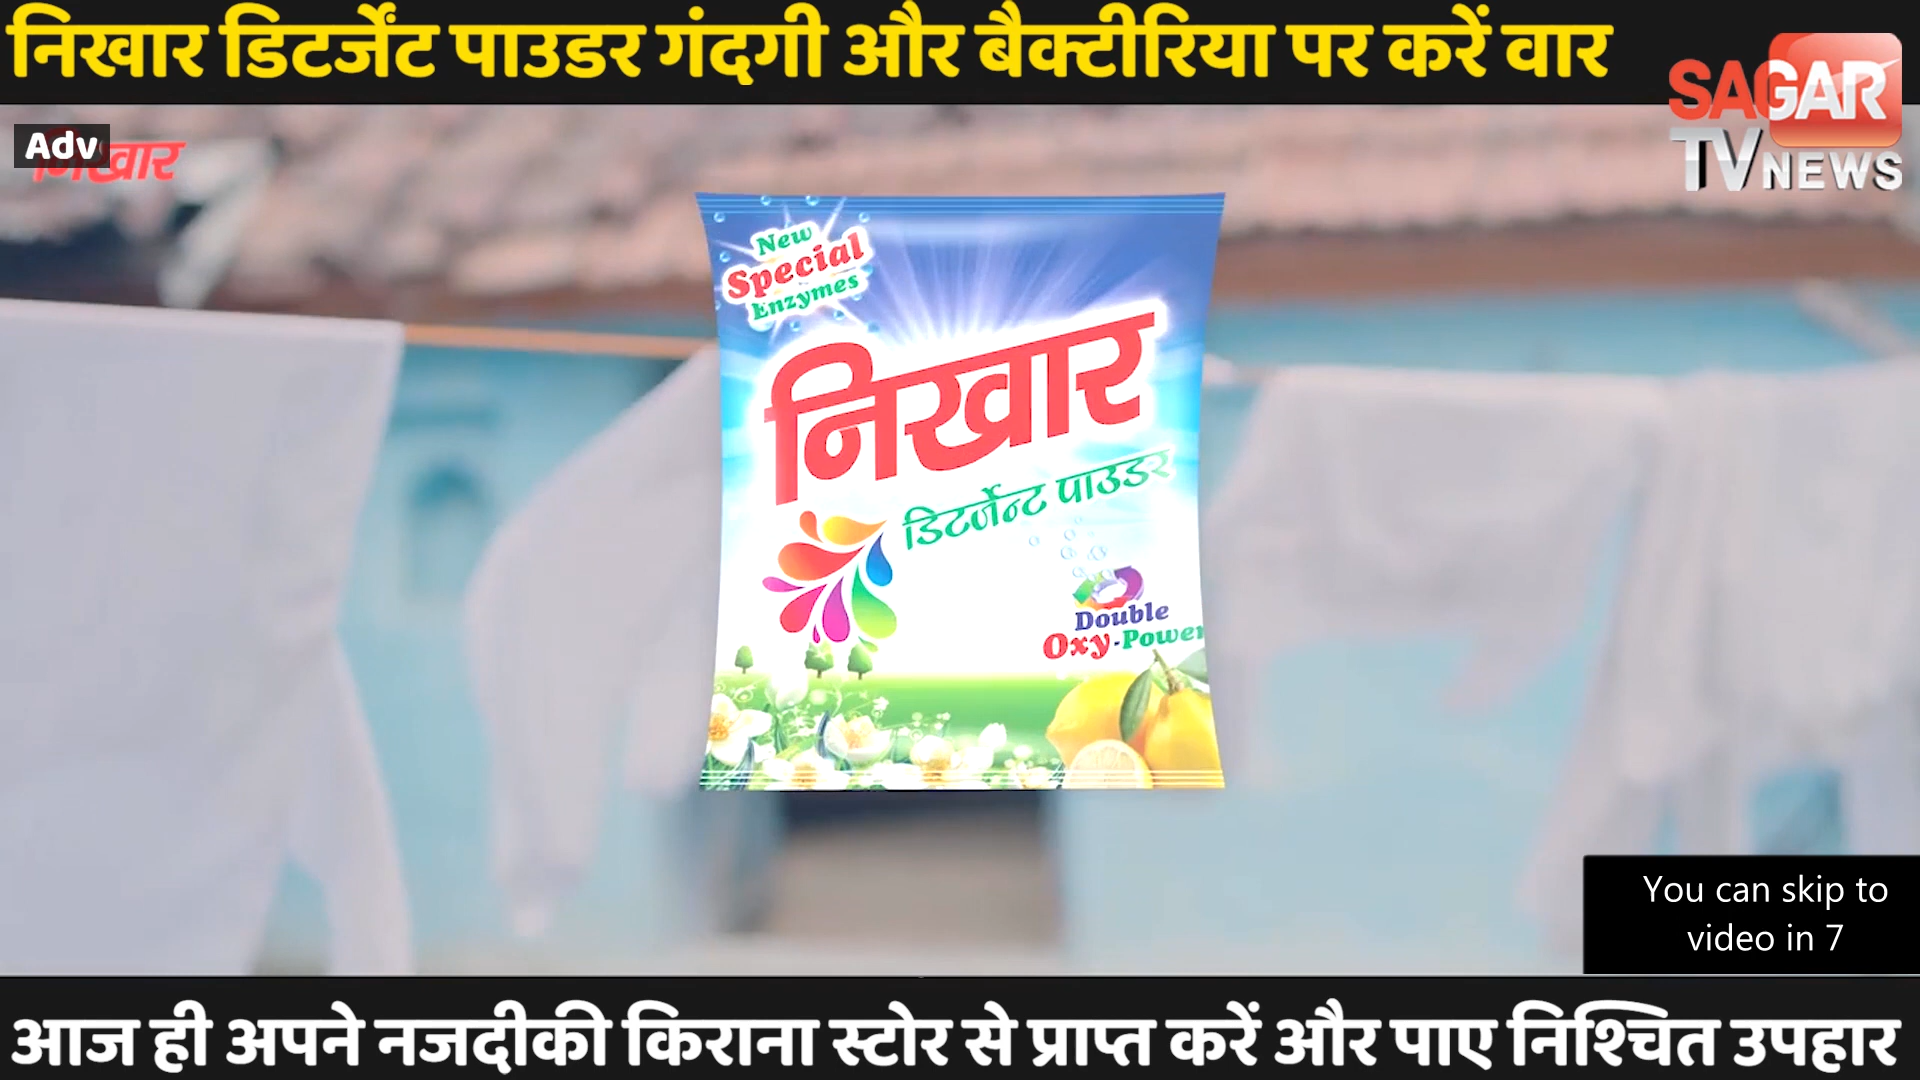 निखार डिटर्जेंट पाउडर गंदगी और बैक्टीरिया पर करें वार
SAGAR
TV NEWS
Adv
निखार
New
Special
Enzymes
निखार
डिटर्जेन्ट पाउडर
Double
Oxy-Power
You can skip to
video in 7
आज ही अपने नजदीकी किराना स्टोर से प्राप्त करें और पाए निश्चित उपहार